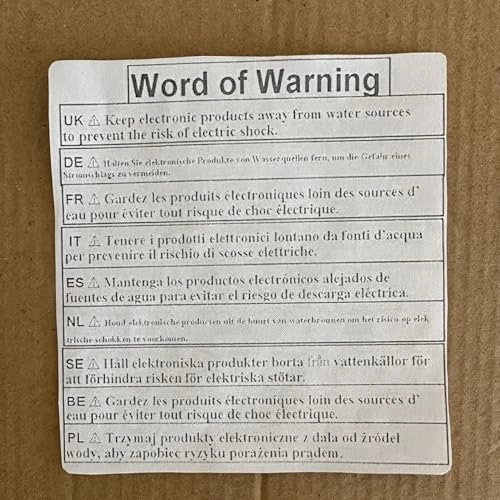 Word of Warning
UK ⚠ Keep electronic products away from water sources
to prevent the risk of electric shock.
DE ⚠ Halten Sie elektronische Produkte von Wasserquellen fern, um die Gefahr eines
Stromschlags zu vermeiden.
FR ⚠ Gardez les produits électroniques loin des sources d'
eau pour éviter tout risque de choc électrique.
IT ⚠ Tenere i prodotti elettronici lontano da fonti d'acqua
per prevenire il rischio di scosse elettriche.
ES ⚠ Mantenga los productos electrónicos alejados de
fuentes de agua para evitar el riesgo de descarga eléctrica.
NL ⚠ Houd elektronische producten uit de buurt van waterbronnen om het risico op elek
trische schokken te voorkomen.
SE ⚠ Håll elektroniska produkter borta från vattenkällor för
att förhindra risken för elektriska stötar.
BE ⚠ Gardez les produits électroniques loin des sources d'
eau pour éviter tout risque de choc électrique.
PL ⚠ Trzymaj produkty elektroniczne z dala od źródeł
wody, aby zapobiec ryzyku porażenia prądem.